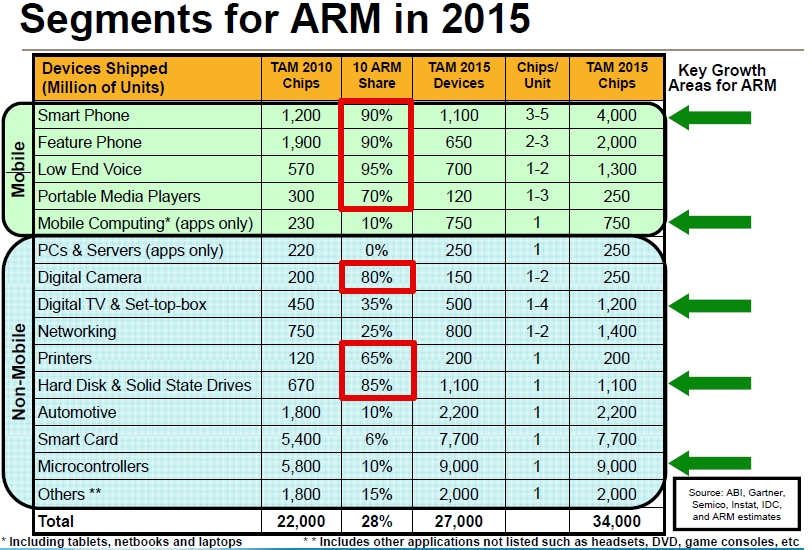 Segments for ARM in 2015
Devices Shipped (Million of Units) TAM 2010 Chips 10 ARM Share TAM 2015 Devices Chips/ Unit TAM 2015 Chips
Key Growth
Areas for ARM
Mobile
Smart Phone 1,200 90% 1,100 3-5 4,000
Feature Phone 1,900 90% 650 2-3 2,000
Low End Voice 570 95% 700 1-2 1,300
Portable Media Players 300 70% 120 1-3 250
Mobile Computing* (apps only) 230 10% 750 1 750
Non-Mobile
PCs & Servers (apps only) 220 0% 250 1 250
Digital Camera 200 80% 150 1-2 250
Digital TV & Set-top-box 450 35% 500 1-4 1,200
Networking 750 25% 800 1-2 1,400
Printers 120 65% 200 1 200
Hard Disk & Solid State Drives 670 85% 1,100 1 1,100
Automotive 1,800 10% 2,200 1 2,200
Smart Card 5,400 6% 7,700 1 7,700
Microcontrollers 5,800 10% 9,000 1 9,000
Others ** 1,800 15% 2,000 1 2,000
Total 22,000 28% 27,000 34,000
Source: ABI, Gartner,
Semico, Instat, IDC,
and ARM estimates
* Including tablets, netbooks and laptops
* * Includes other applications not listed such as headsets, DVD, game consoles, etc